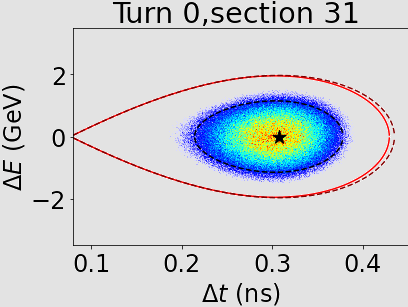 Turn 0,section 31
ΔE (GeV)
2
0
−2
0.1 0.2 0.3 0.4
Δt (ns)